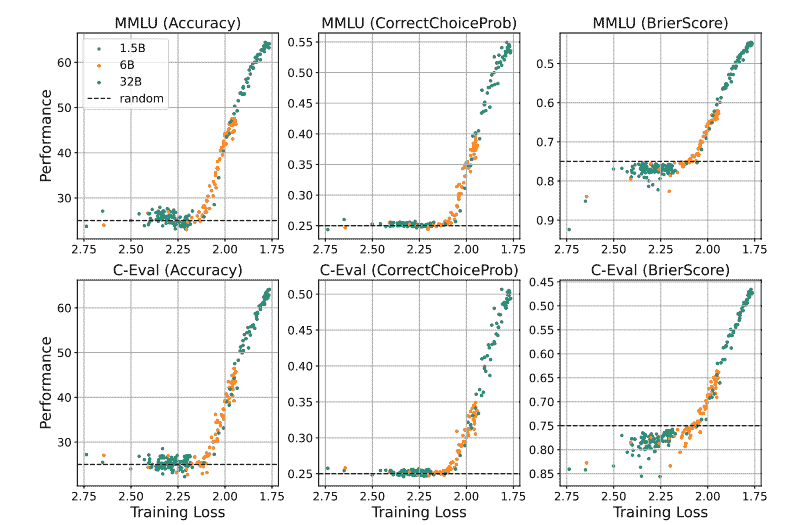 MMLU (Accuracy)
MMLU (CorrectChoiceProb)
MMLU (BrierScore)
Performance
60
50
40
30
1.5B
6B
32B
random
2.75 2.50 2.25 2.00 1.75
0.55
0.50
0.45
0.40
0.35
0.30
0.25
2.75 2.50 2.25 2.00 1.75
0.5
0.6
0.7
0.8
0.9
2.75 2.50 2.25 2.00 1.75
C-Eval (Accuracy)
C-Eval (CorrectChoiceProb)
C-Eval (BrierScore)
Performance
60
50
40
30
2.75 2.50 2.25 2.00 1.75
Training Loss
0.50
0.45
0.40
0.35
0.30
0.25
2.75 2.50 2.25 2.00 1.75
Training Loss
0.45
0.50
0.55
0.60
0.65
0.70
0.75
0.80
0.85
2.75 2.50 2.25 2.00 1.75
Training Loss